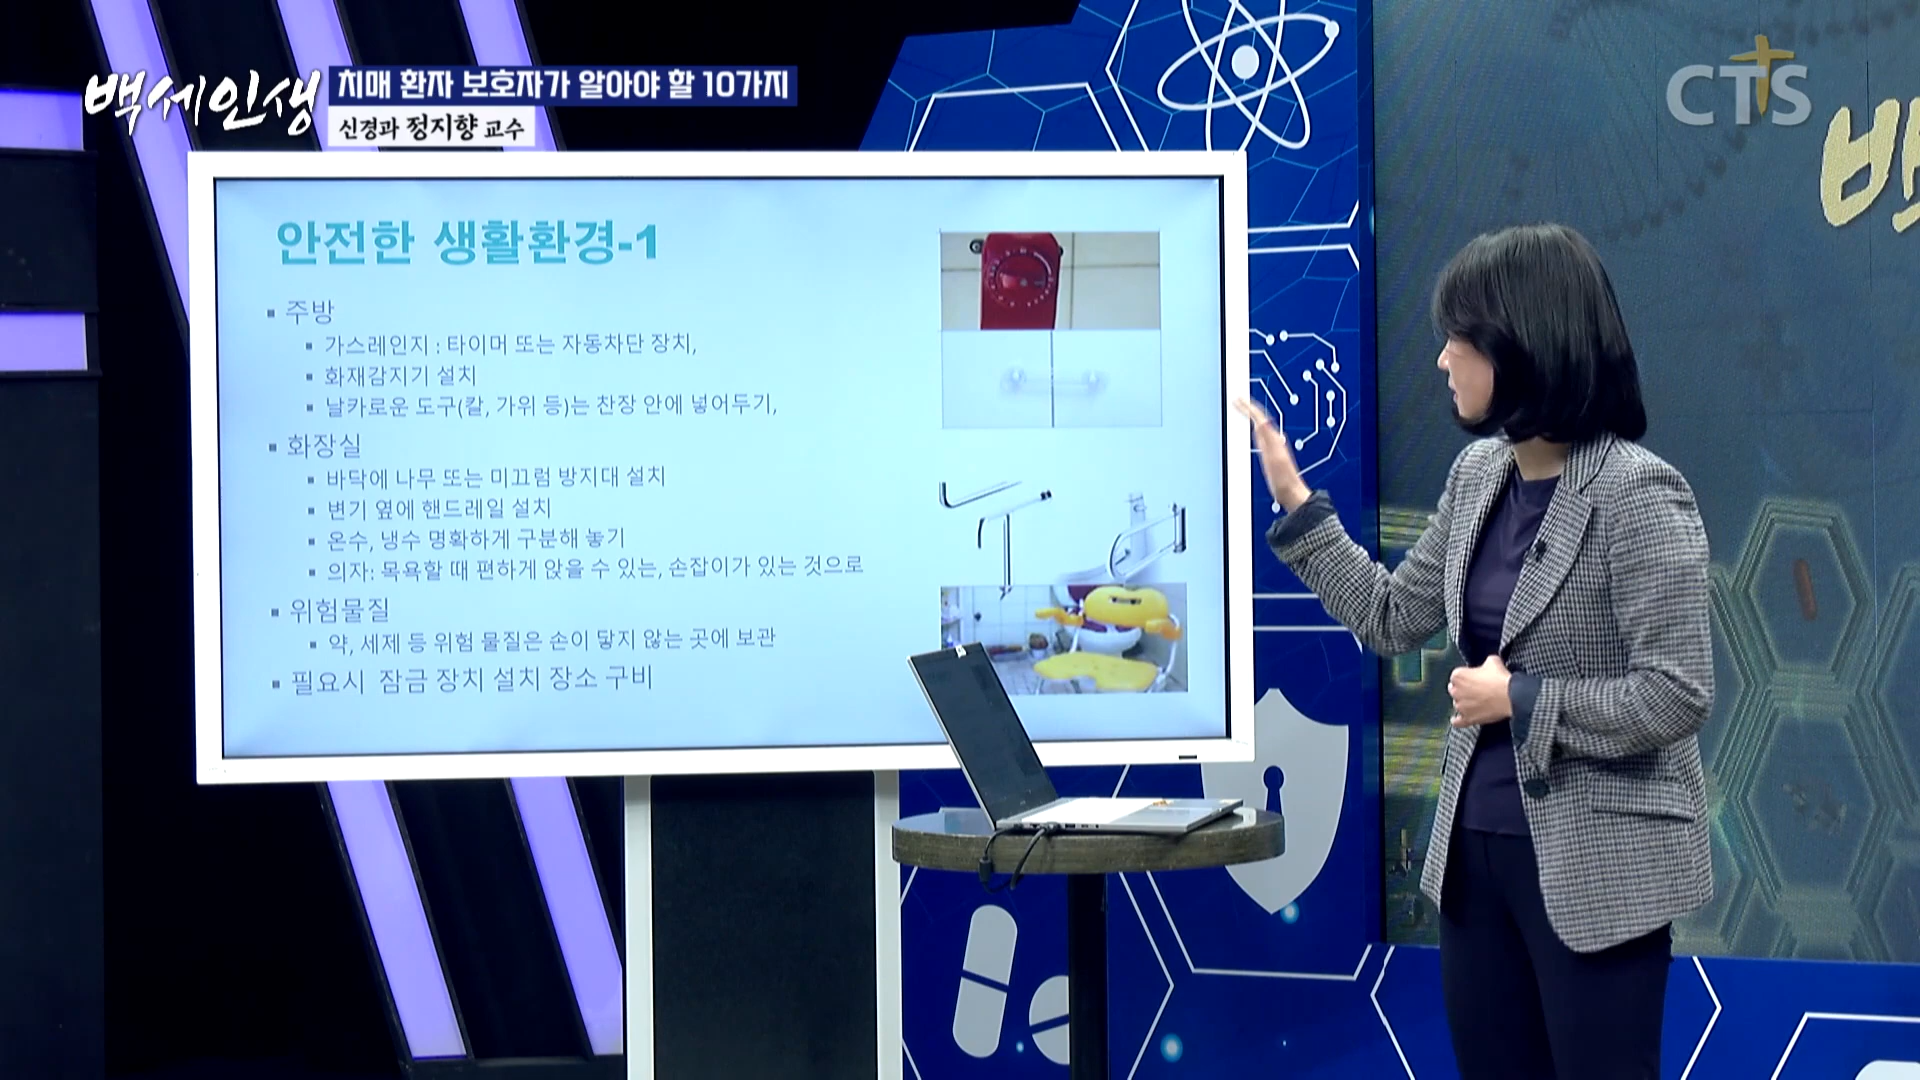 백세인생
치매 환자 보호자가 알아야 할 10가지
신경과 정지향 교수
CTS
백
안전한 생활환경-1
▪ 주방
▪ 가스레인지 : 타이머 또는 자동차단 장치,
▪ 화재감지기 설치
▪ 날카로운 도구(칼, 가위 등)는 찬장 안에 넣어두기,
▪ 화장실
▪ 바닥에 나무 또는 미끄럼 방지대 설치
▪ 변기 옆에 핸드레일 설치
▪ 온수, 냉수 명확하게 구분해 놓기
▪ 의자: 목욕할 때 편하게 앉을 수 있는, 손잡이가 있는 것으로
▪ 위험물질
▪ 약, 세제 등 위험 물질은 손이 닿지 않는 곳에 보관
▪ 필요시 잠금 장치 설치 장소 구비